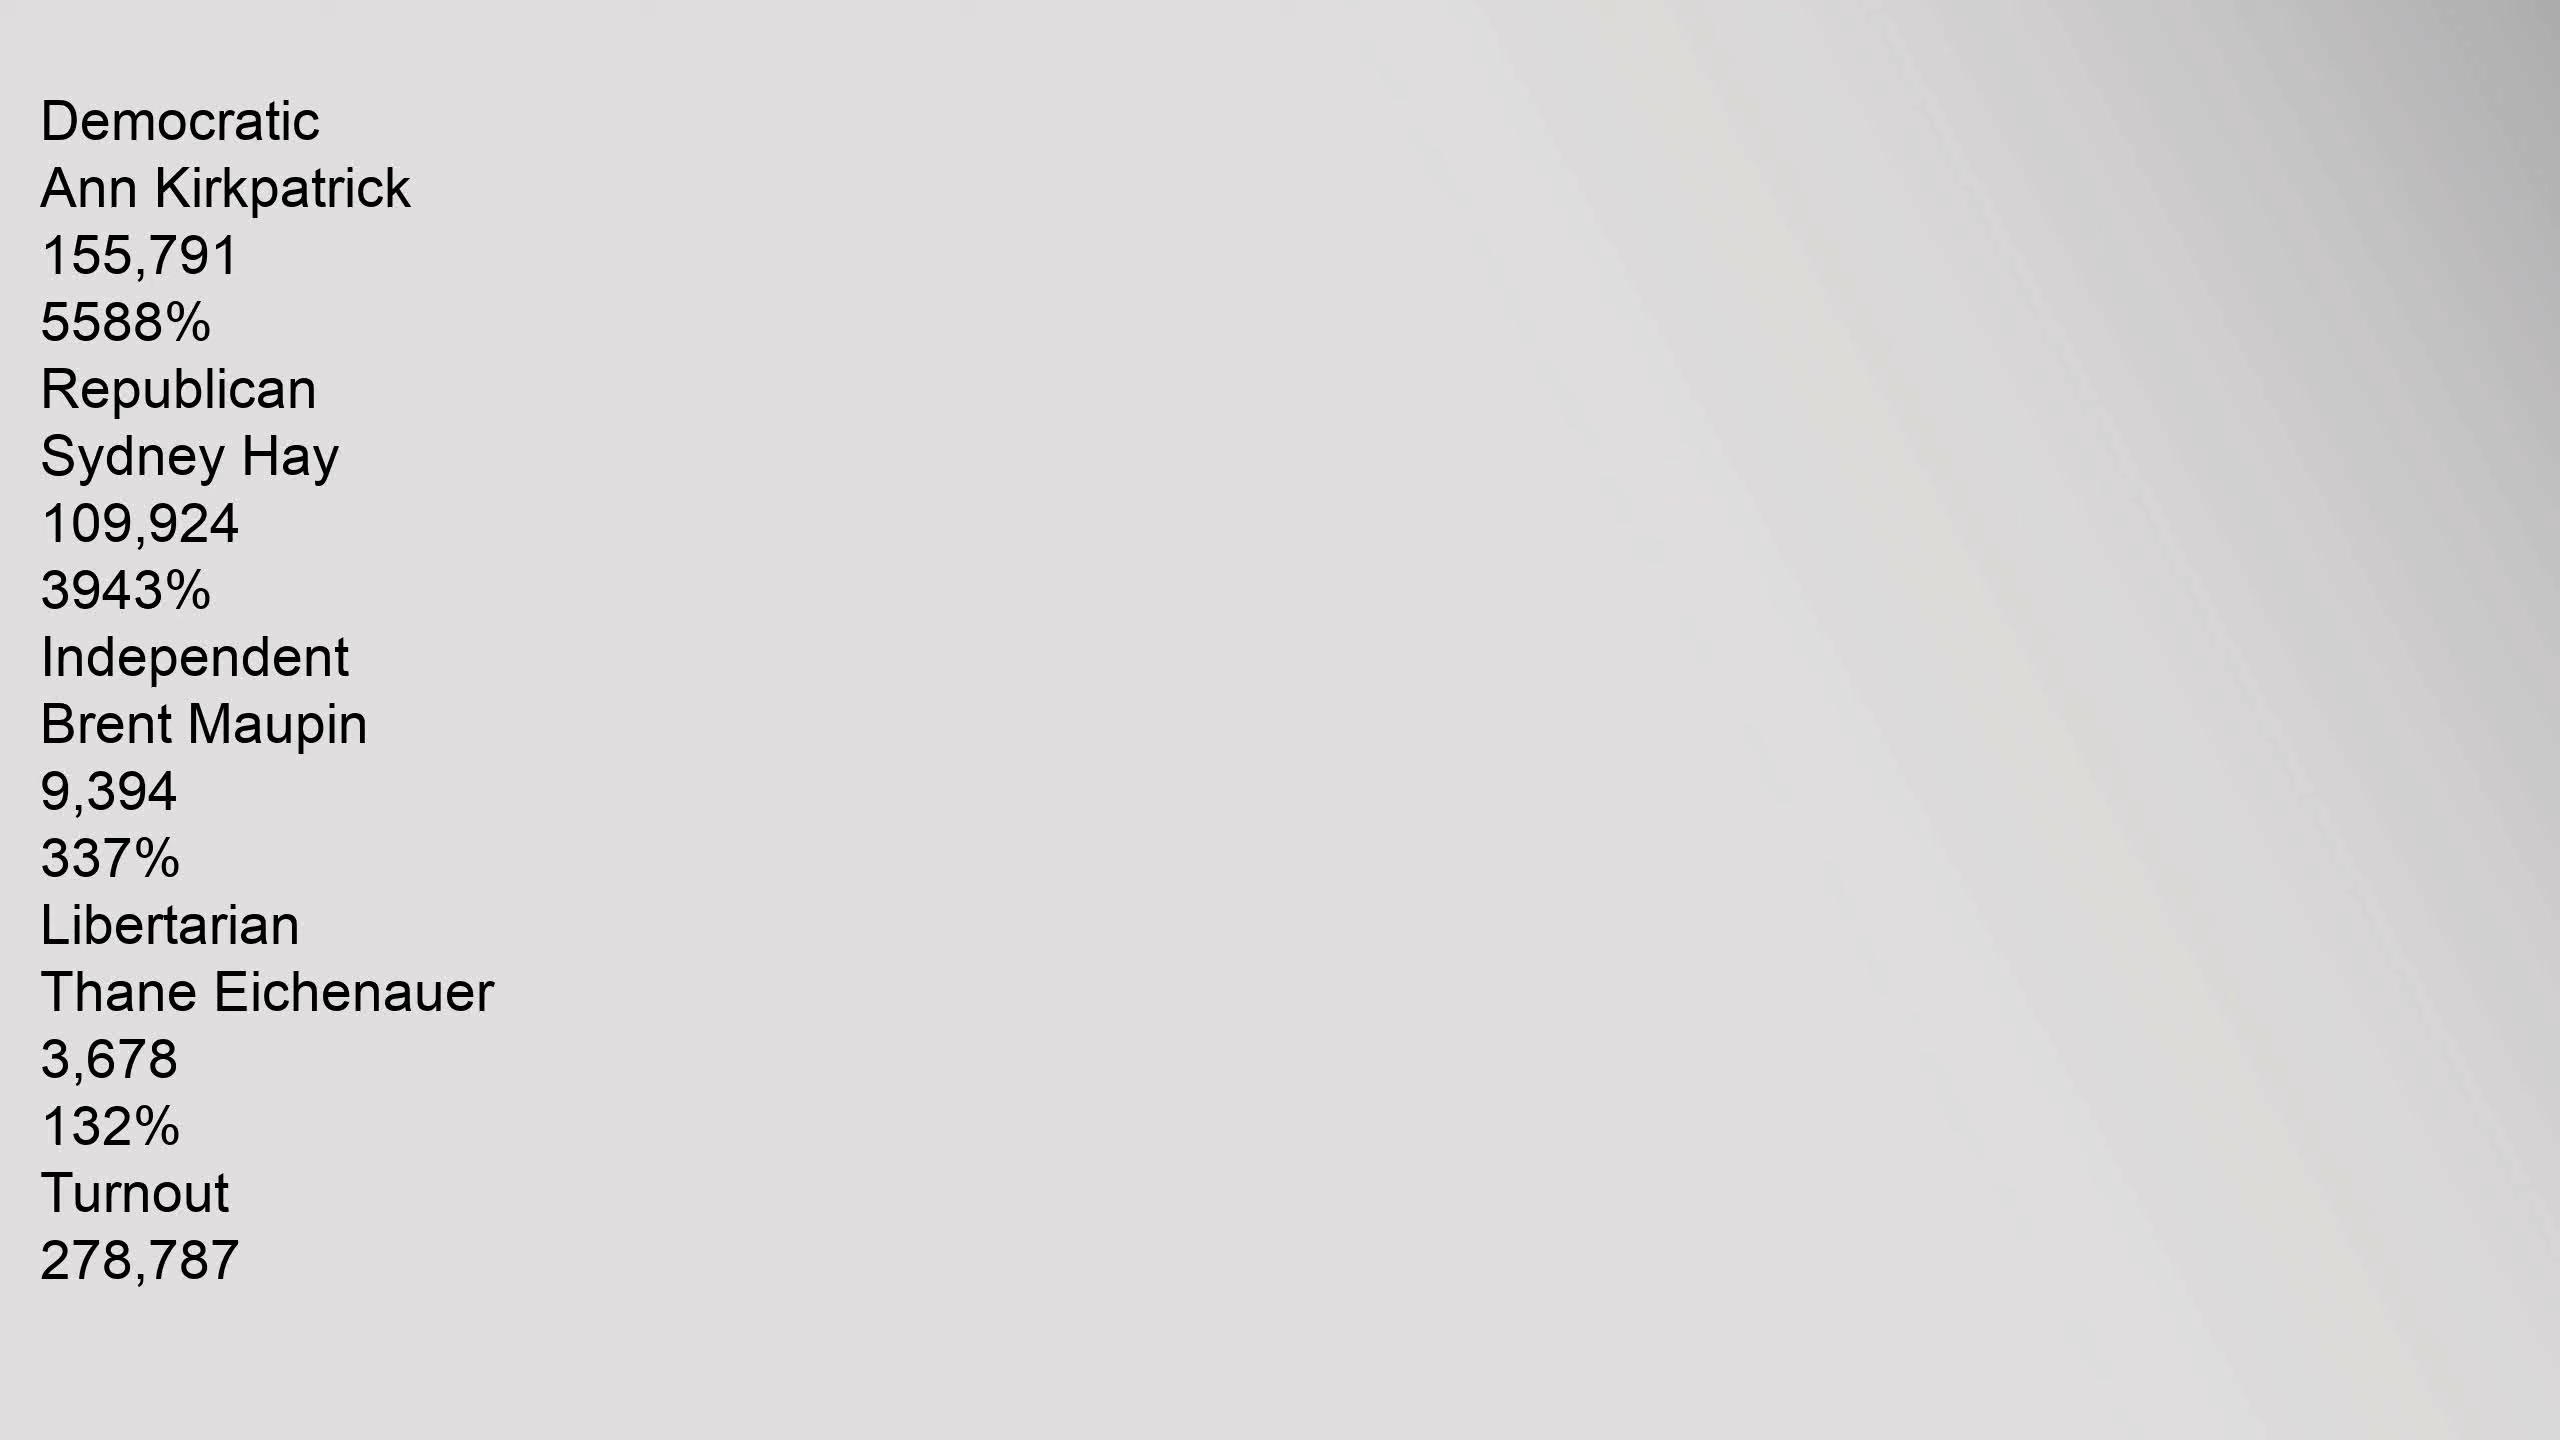 Democratic
Ann Kirkpatrick
155,791
5588%
Republican
Sydney Hay
109,924
3943%
Independent
Brent Maupin
9,394
337%
Libertarian
Thane Eichenauer
3,678
132%
Turnout
278,787